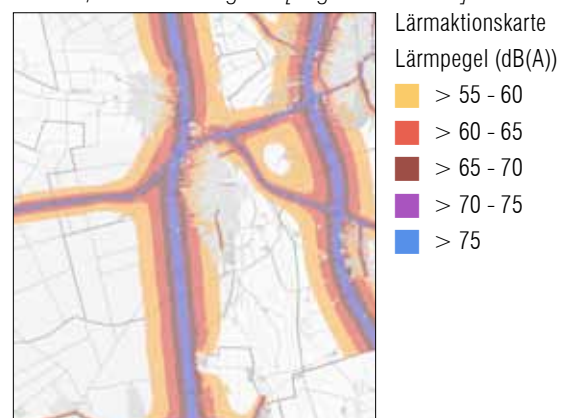 Lärmaktionskarte
Lärmpegel (dB(A))
> 55 - 60
> 60 - 65
> 65 - 70
> 70 - 75
> 75